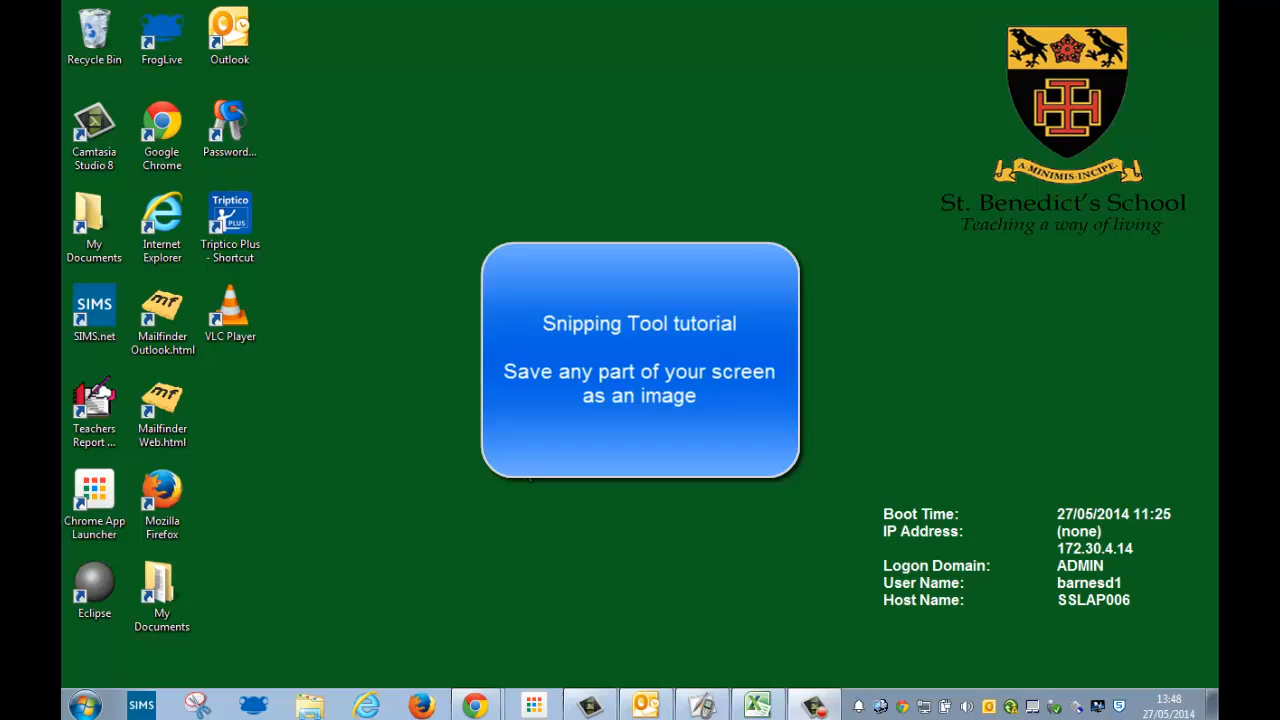 Recycle Bin
FrogLive
Outlook
Camtasia
Studio 8
Google
Chrome
Password...
My
Documents
Internet
Explorer
Triptico
PLUS
Triptico Plus
- Shortcut
SIMS
SIMS.net
mf
Mailfinder
Outlook.html
VLC Player
Teachers
Report ...
mf
Mailfinder
Web.html
Chrome App
Launcher
Mozilla
Firefox
Eclipse
My
Documents
A·MINIMIS·INCIPE
St. Benedict's School
Teaching a way of living
Snipping Tool tutorial
Save any part of your screen
as an image
Boot Time: 27/05/2014 11:25
IP Address: (none)
172.30.4.14
Logon Domain: ADMIN
User Name: barnesd1
Host Name: SSLAP006
SIMS
13:48
27/05/2014